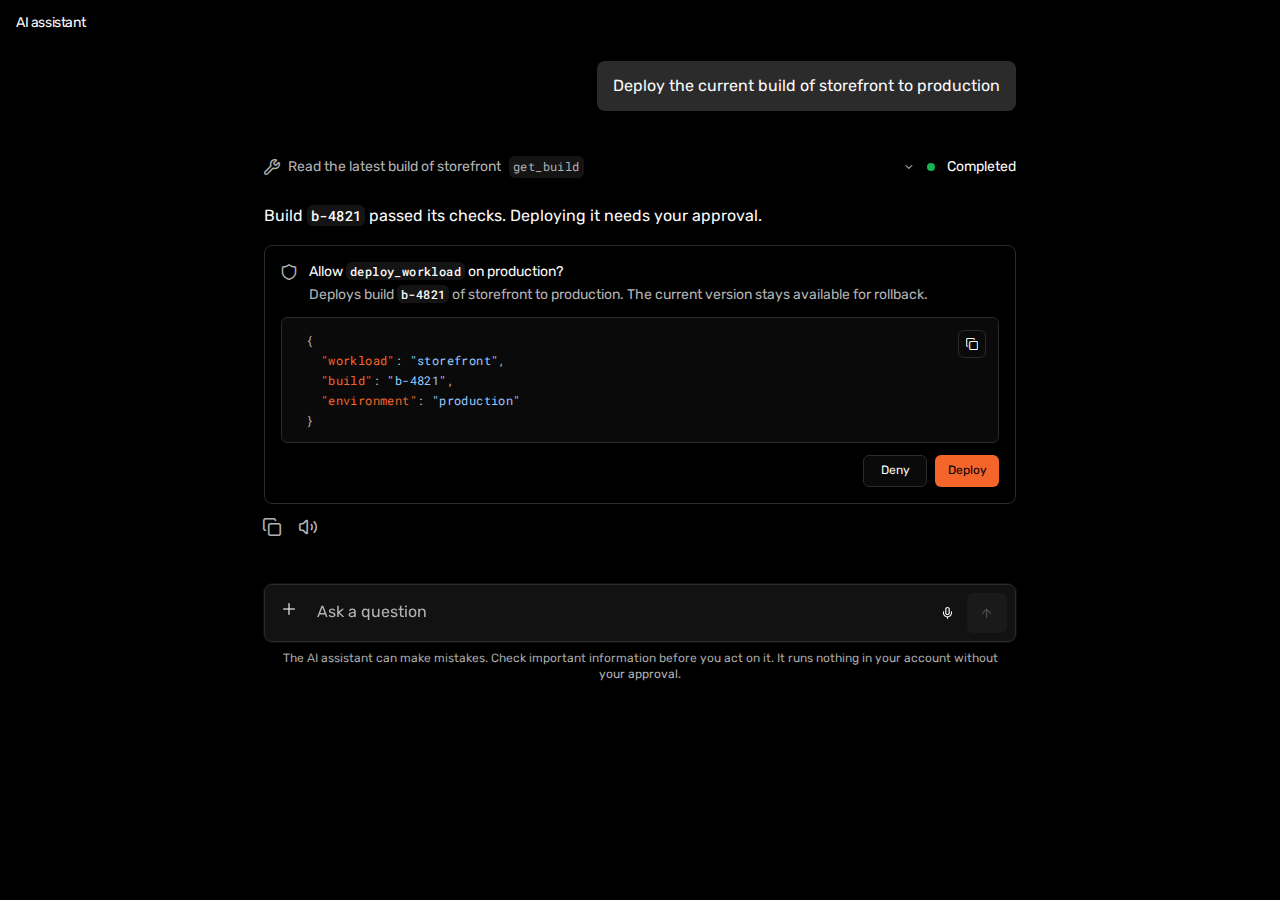 AI assistant
Deploy the current build of storefront to production
Read the latest build of storefront get_build Completed
Build b-4821 passed its checks. Deploying it needs your approval.
Allow deploy_workload on production?
Deploys build b-4821 of storefront to production. The current version stays available for rollback.
{
"workload": "storefront",
"build": "b-4821",
"environment": "production"
}
Deny Deploy
Ask a question
The AI assistant can make mistakes. Check important information before you act on it. It runs nothing in your account without
your approval.